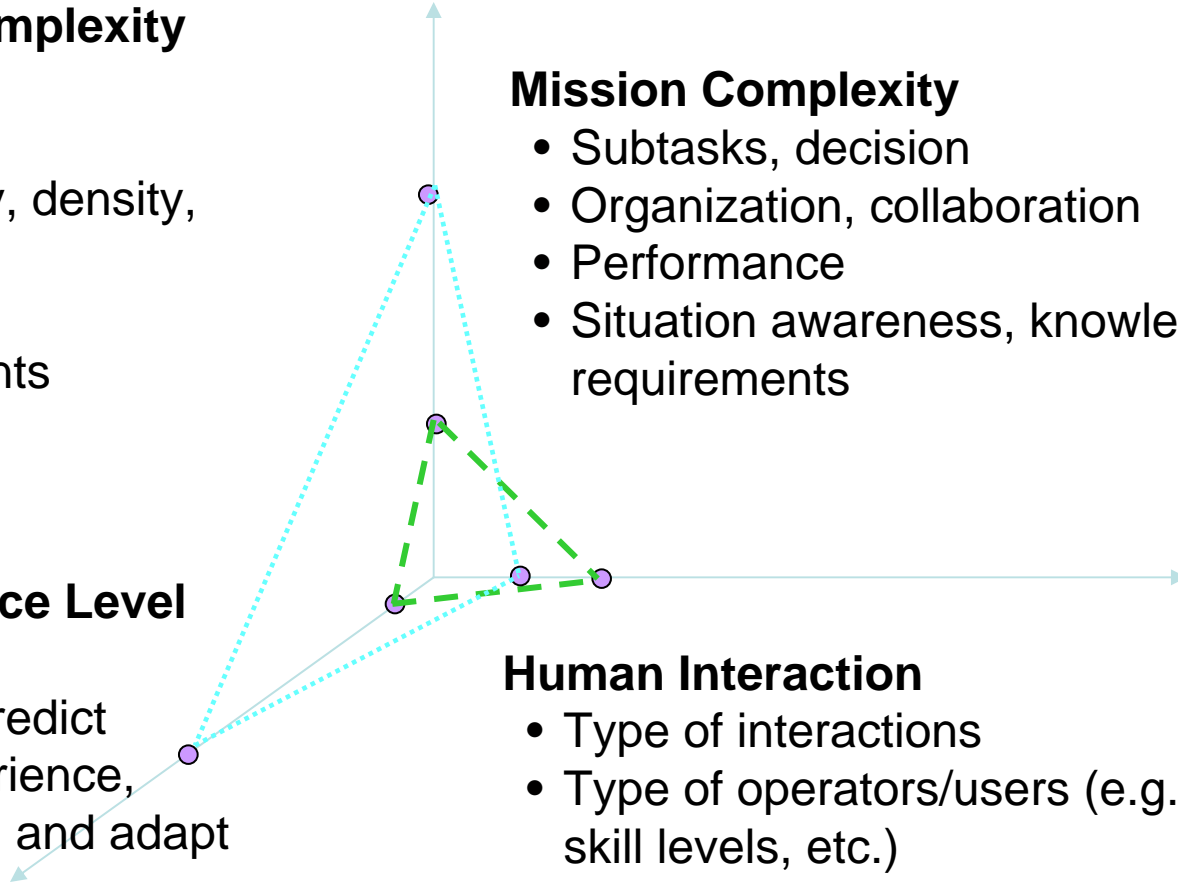 mplexity
y, density,
nts
Mission Complexity
• Subtasks, decision
• Organization, collaboration
• Performance
• Situation awareness, knowle
requirements
ce Level
redict
rience,
and adapt
Human Interaction
• Type of interactions
• Type of operators/users (e.g.
skill levels, etc.)